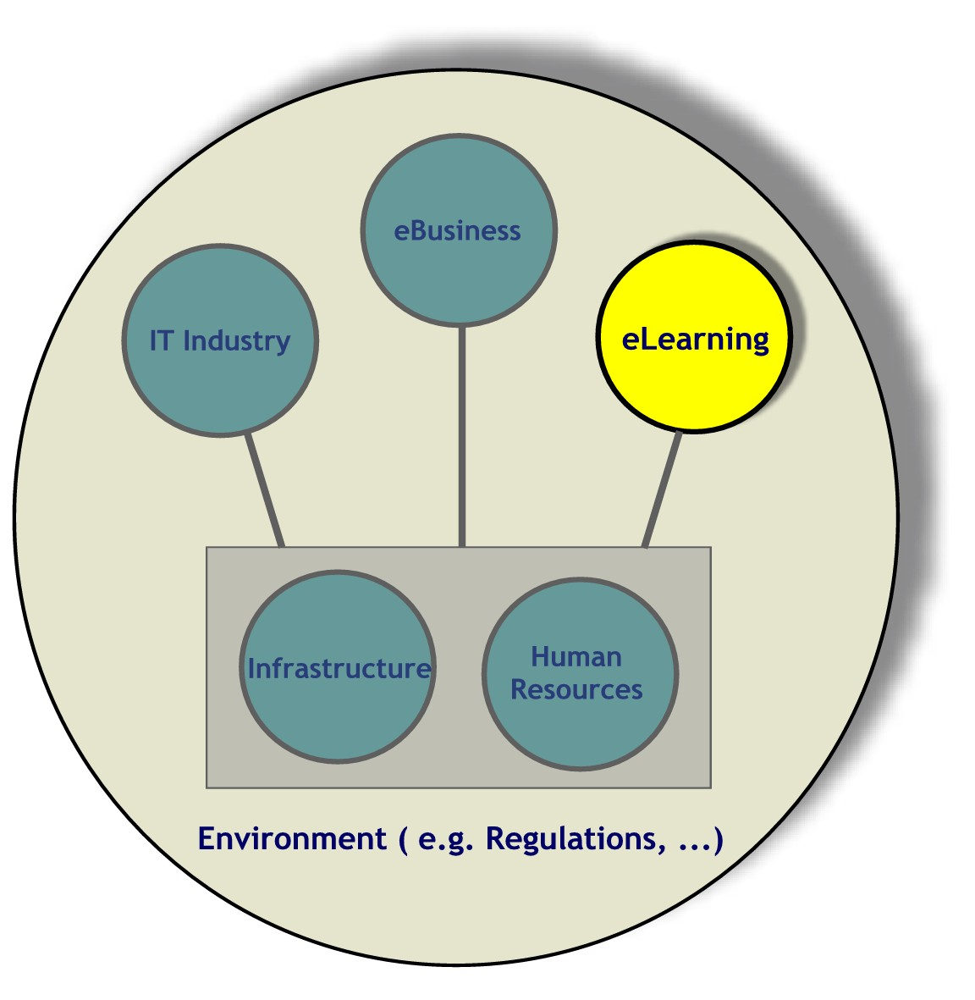 eBusiness
IT Industry
eLearning
Infrastructure
Human
Resources
Environment ( e.g. Regulations, ...)